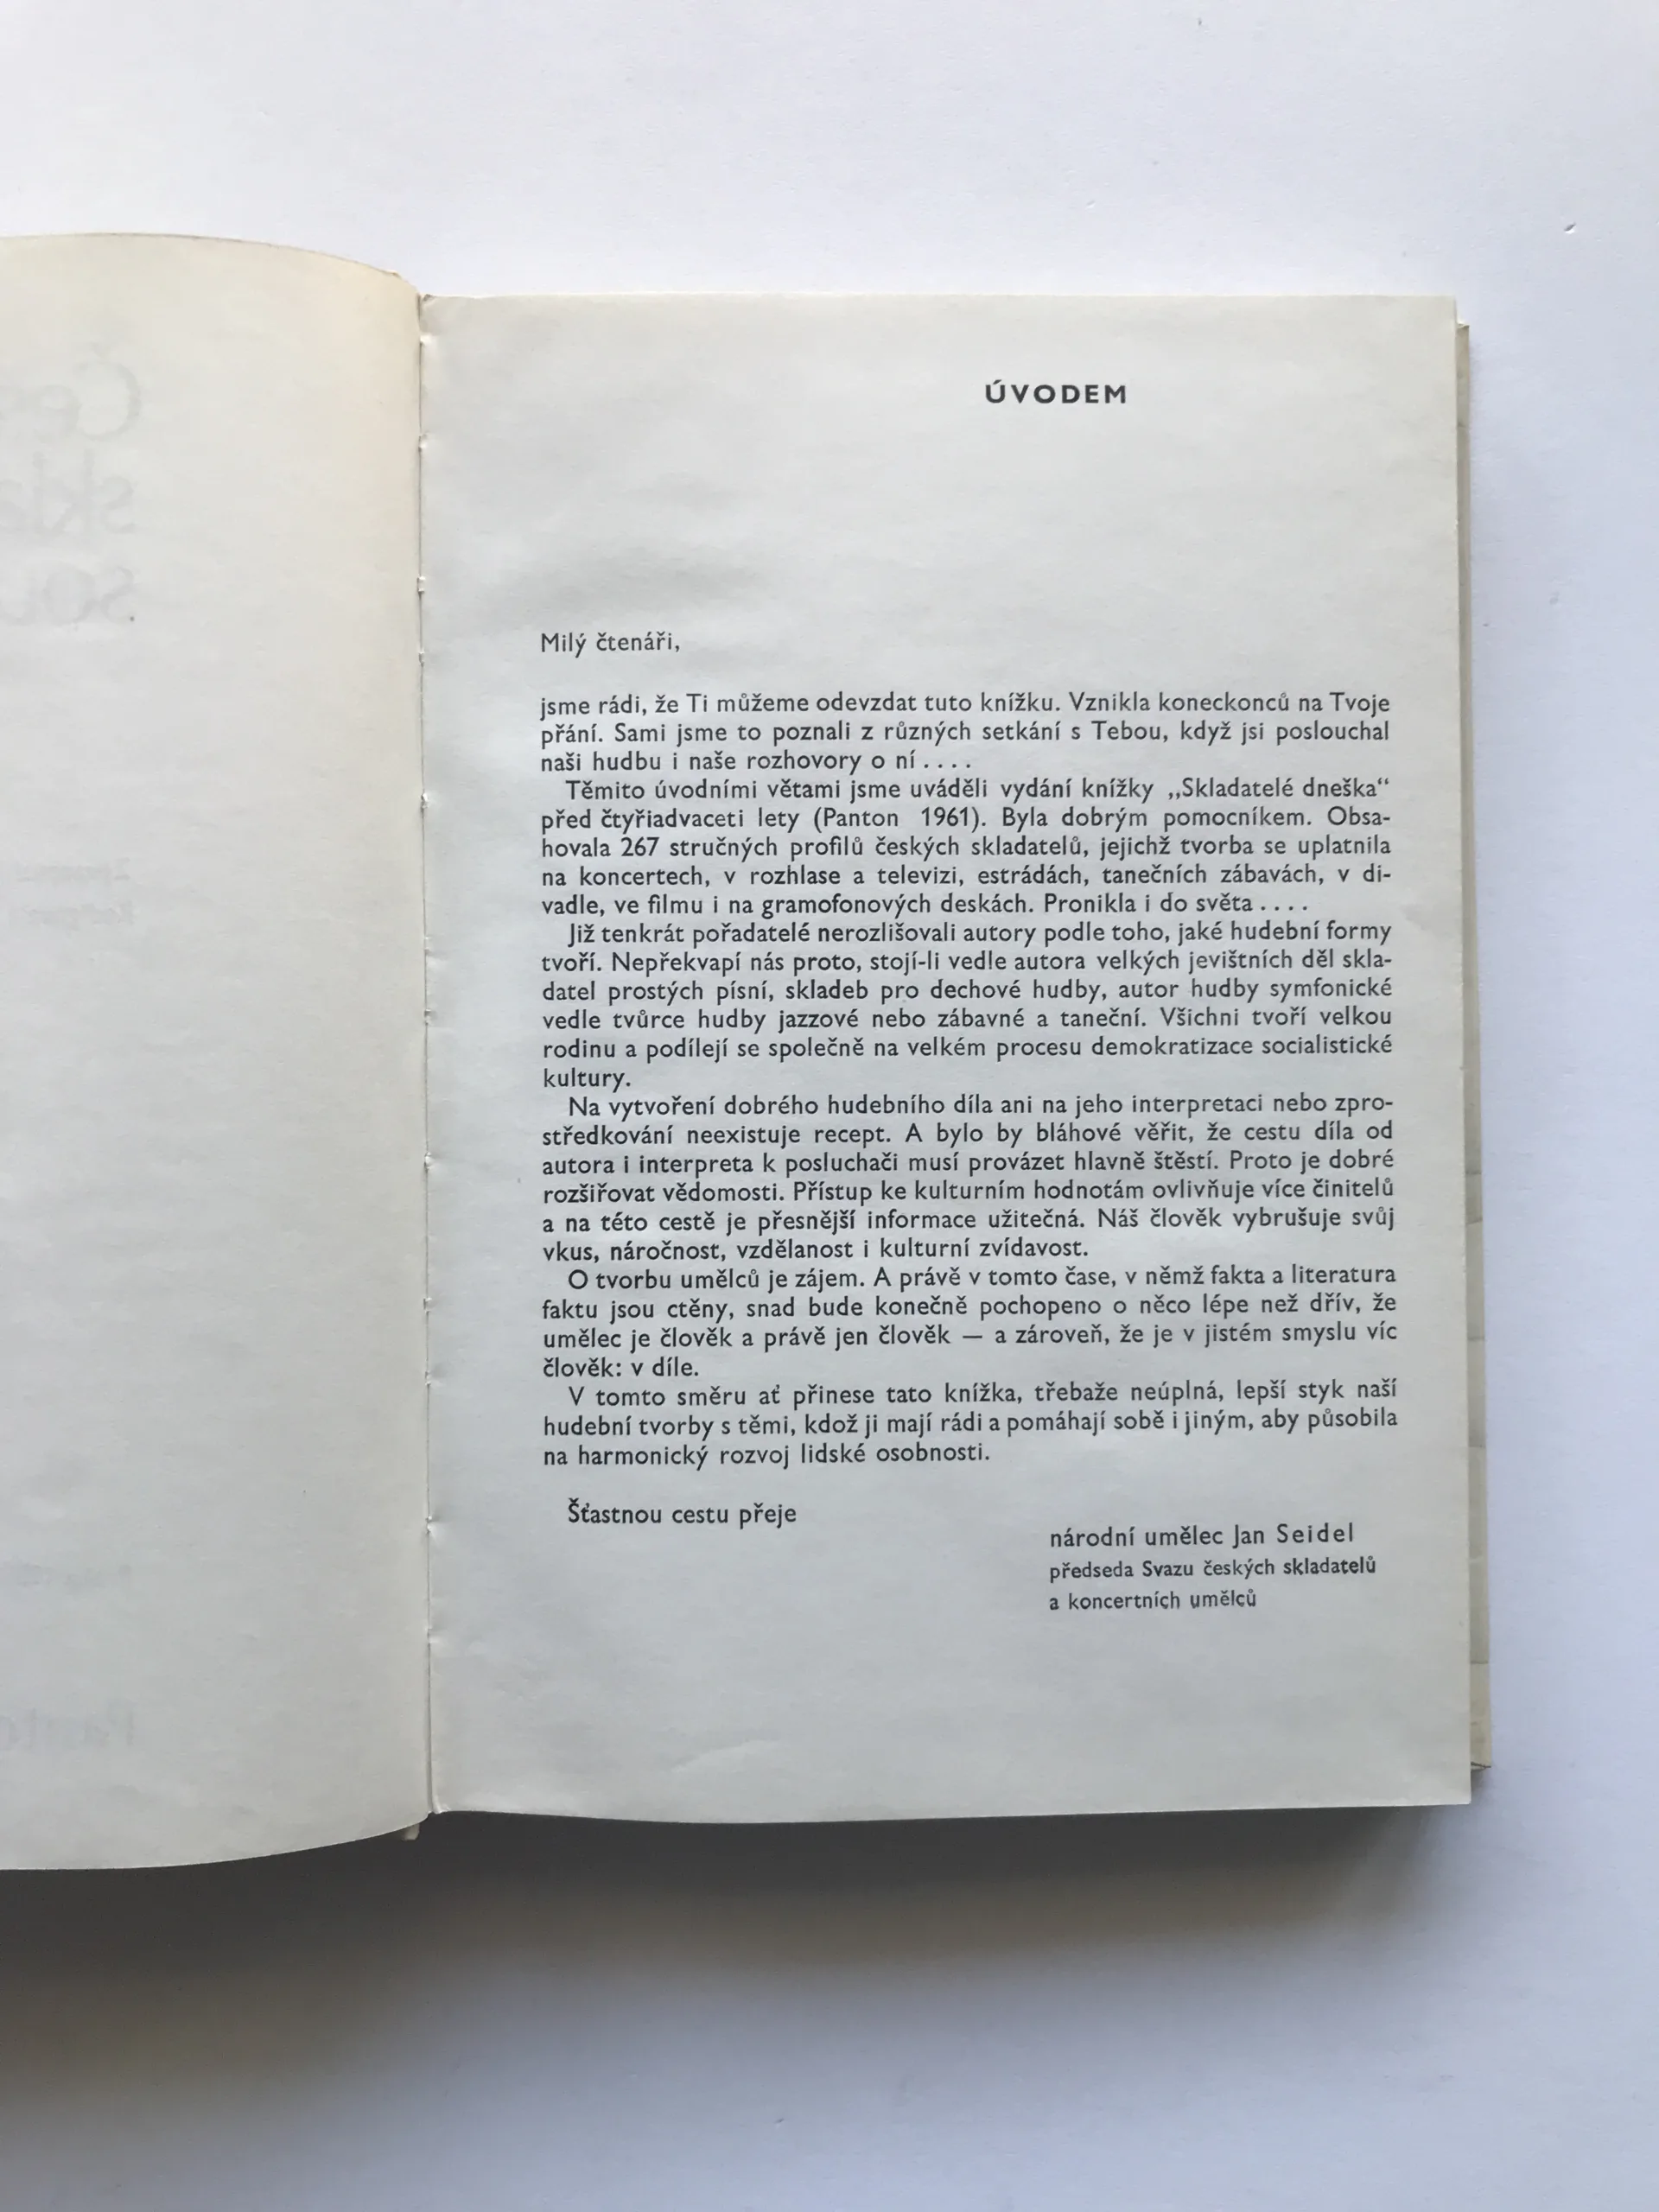 ÚVODEM
Milý čtenáři,
jsme rádi, že Ti můžeme odevzdat tuto knížku. Vznikla koneckonců na Tvoje
přání. Sami jsme to poznali z různých setkání s Tebou, když jsi poslouchal
naši hudbu i naše rozhovory o ní . . . .
Těmito úvodními větami jsme uváděli vydání knížky ,,Skladatelé dneška“
před čtyřiadvaceti lety (Panton 1961). Byla dobrým pomocníkem. Obsa-
hovala 267 stručných profilů českých skladatelů, jejichž tvorba se uplatnila
na koncertech, v rozhlase a televizi, estrádách, tanečních zábavách, v di-
vadle, ve filmu i na gramofonových deskách. Pronikla i do světa . . . .
Již tenkrát pořadatelé nerozlišovali autory podle toho, jaké hudební formy
tvoří. Nepřekvapí nás proto, stojí-li vedle autora velkých jevištních děl skla-
datel prostých písní, skladeb pro dechové hudby, autor hudby symfonické
vedle tvůrce hudby jazzové nebo zábavné a taneční. Všichni tvoří velkou
rodinu a podílejí se společně na velkém procesu demokratizace socialistické
kultury.
Na vytvoření dobrého hudebního díla ani na jeho interpretaci nebo zpro-
středkování neexistuje recept. A bylo by bláhové věřit, že cestu díla od
autora i interpreta k posluchači musí provázet hlavně štěstí. Proto je dobré
rozšiřovat vědomosti. Přístup ke kulturním hodnotám ovlivňuje více činitelů
a na této cestě je přesnější informace užitečná. Náš člověk vybrušuje svůj
vkus, náročnost, vzdělanost i kulturní zvídavost.
O tvorbu umělců je zájem. A právě v tomto čase, v němž fakta a literatura
faktu jsou ctěny, snad bude konečně pochopeno o něco lépe než dřív, že
umělec je člověk a právě jen člověk — a zároveň, že je v jistém smyslu víc
člověk: v díle.
V tomto směru ať přinese tato knížka, třebaže neúplná, lepší styk naší
hudební tvorby s těmi, kdož ji mají rádi a pomáhají sobě i jiným, aby působila
na harmonický rozvoj lidské osobnosti.
Šťastnou cestu přeje
národní umělec Jan Seidel
předseda Svazu českých skladatelů
a koncertních umělců